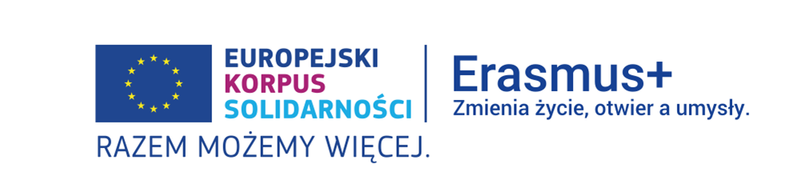 EUROPEJSKI
KORPUS
SOLIDARNOŚCI
RAZEM MOŻEMY WIĘCEJ.
Erasmus+
Zmienia życie, otwier a umysły.